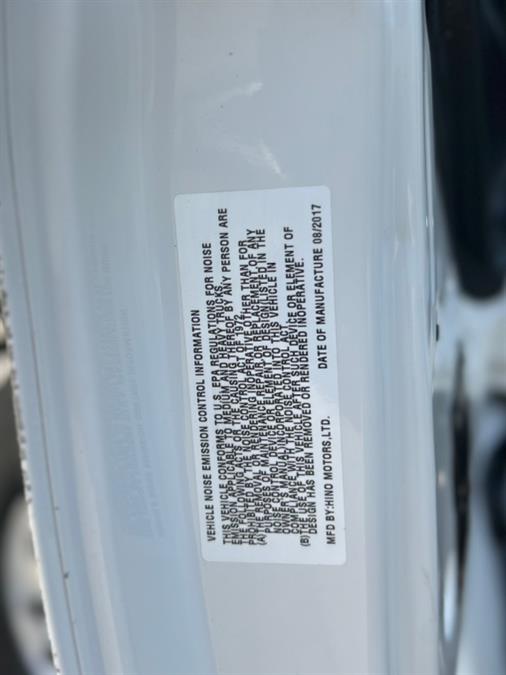 VEHICLE NOISE EMISSION CONTROL INFORMATION
THIS VEHICLE CONFORMS TO U.S. EPA REGULATIONS FOR NOISE
EMISSION APPLICABLE TO MEDIUM AND HEAVY TRUCKS.
THE FOLLOWING ACTS OR THE CAUSING THEREOF BY ANY PERSON ARE
PROHIBITED BY THE NOISE CONTROL ACT OF 1972.
(A) THE REMOVAL OR RENDERING INOPERATIVE OTHER THAN FOR
PURPOSES OF MAINTENANCE, REPAIR, OR REPLACEMENT OF ANY
NOISE CONTROL DEVICE OR ELEMENT OF DESIGN (LISTED IN THE
OWNER'S MANUAL) INCORPORATED INTO THIS VEHICLE IN
COMPLIANCE WITH THE NOISE CONTROL ACT.
(B) THE USE OF THIS VEHICLE AFTER SUCH DEVICE OR ELEMENT OF
DESIGN HAS BEEN REMOVED OR RENDERED INOPERATIVE.
MFD BY:HINO MOTORS,LTD. DATE OF MANUFACTURE 08/2017